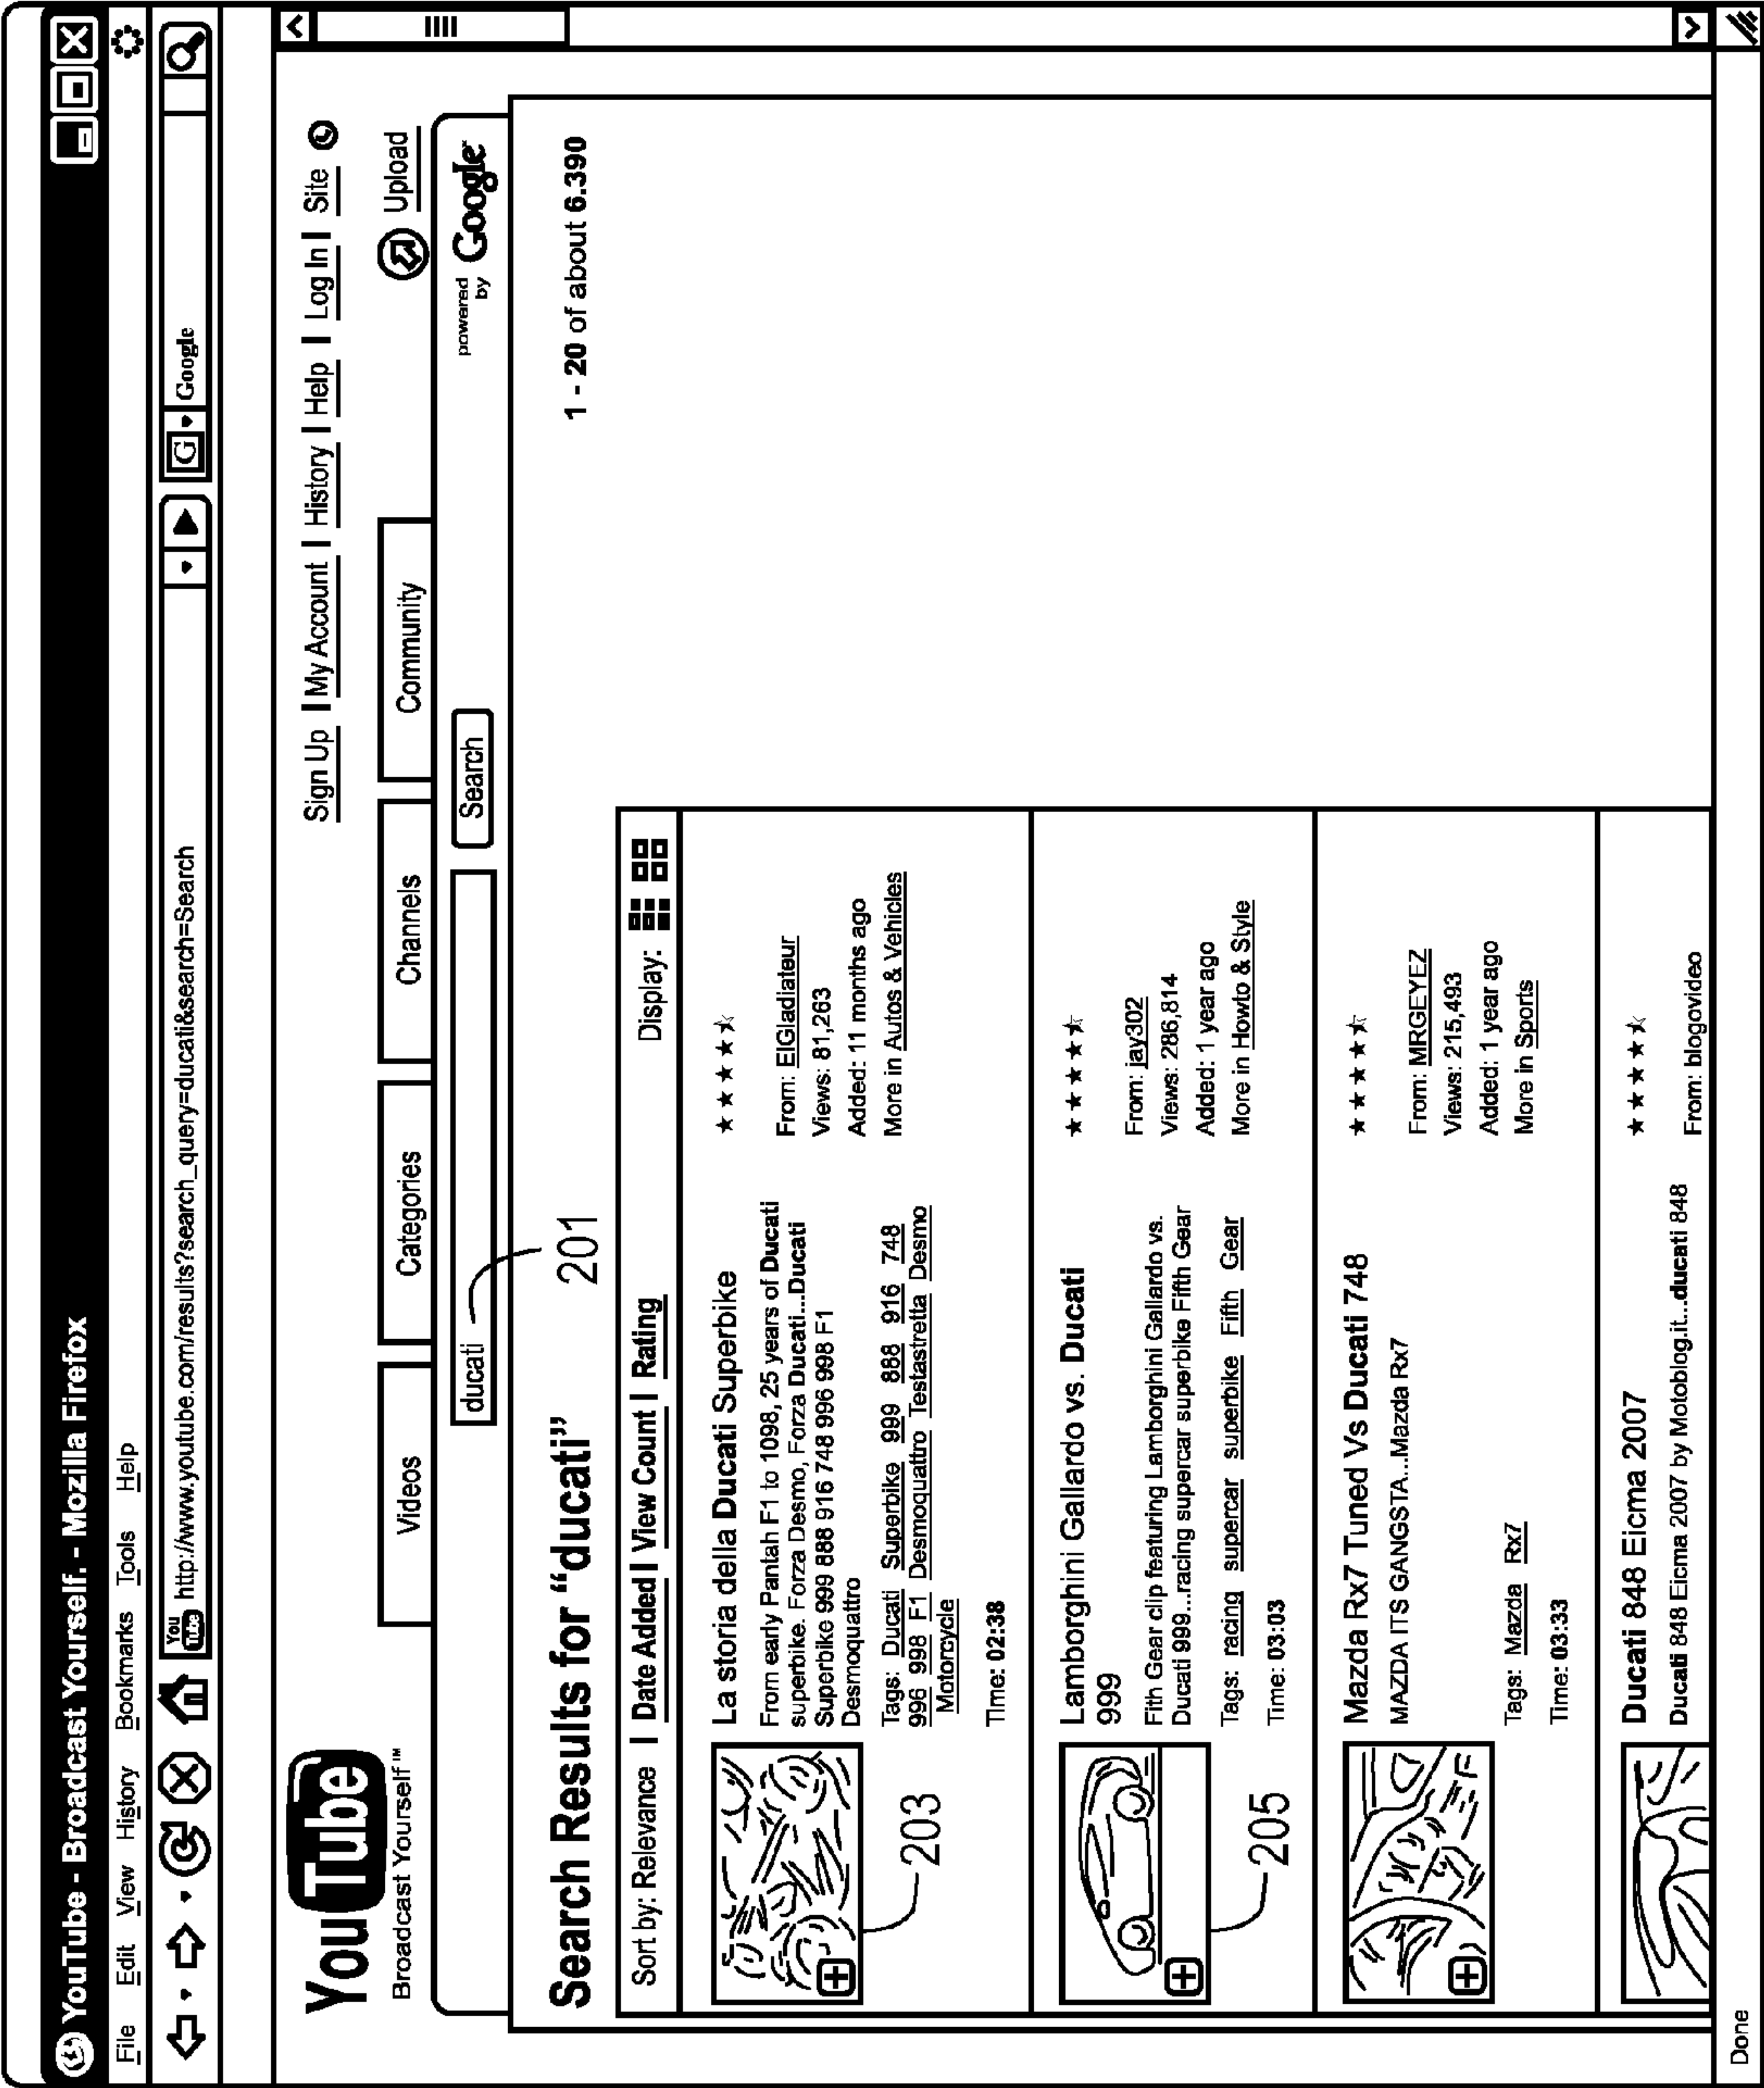 YouTube - Broadcast Yourself. - Mozilla Firefox
File Edit View History Bookmarks Tools Help
You Tube http://www.youtube.com/results?search_query=ducati&search=Search G Google
Sign Up | My Account | History | Help | Log In | Site
YouTube
Broadcast Yourself™
Videos Categories Channels Community Upload
ducati Search powered by Google™
201
Search Results for “ducati” 1 - 20 of about 6.390
Sort by: Relevance | Date Added | View Count | Rating Display:
La storia della Ducati Superbike
From early Pantah F1 to 1098, 25 years of Ducati
superbike. Forza Desmo, Forza Ducati...Ducati
Superbike 999 888 916 748 996 998 F1
Desmoquattro
Tags: Ducati Superbike 999 888 916 748
996 998 F1 Desmoquattro Testastretta Desmo
Motorcycle
Time: 02:38
From: ElGladiateur
Views: 81,263
Added: 11 months ago
More in Autos & Vehicles
203
Lamborghini Gallardo vs. Ducati
999
Fith Gear clip featuring Lamborghini Gallardo vs.
Ducati 999...racing supercar superbike Fifth Gear
Tags: racing supercar superbike Fifth Gear
Time: 03:03
From: jay302
Views: 286,814
Added: 1 year ago
More in Howto & Style
205
Mazda Rx7 Tuned Vs Ducati 748
MAZDA ITS GANGSTA...Mazda Rx7
Tags: Mazda Rx7
Time: 03:33
From: MRGEYEZ
Views: 215,493
Added: 1 year ago
More in Sports
Ducati 848 Eicma 2007
Ducati 848 Eicma 2007 by Motoblog.it...ducati 848
From: blogovideo
Done